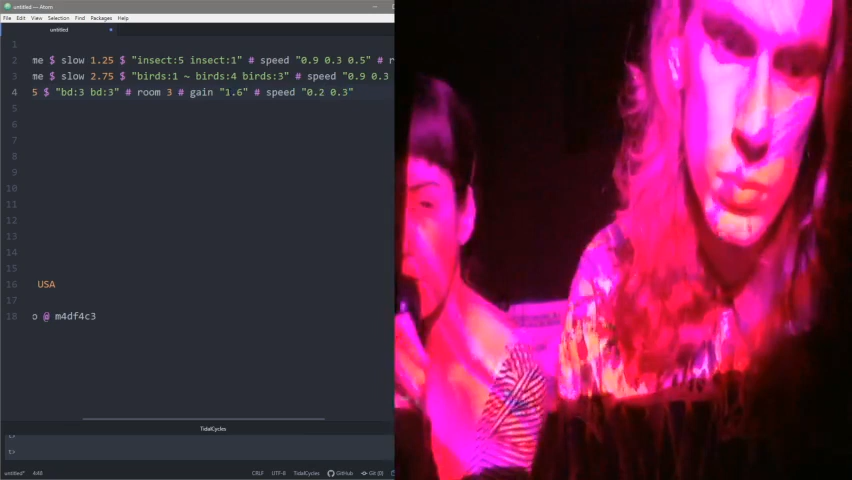 untitled — Atom
File Edit View Selection Find Packages Help
untitled
1
2 me $ slow 1.25 $ "insect:5 insect:1" # speed "0.9 0.3 0.5" # r
3 me $ slow 2.75 $ "birds:1 ~ birds:4 birds:3" # speed "0.9 0.3
4 5 $ "bd:3 bd:3" # room 3 # gain "1.6" # speed "0.2 0.3"
5
6
7
8
9
10
11
12
13
14
15
16 USA
17
18 o @ m4df4c3
TidalCycles
t>
t>
untitled* 4:48 CRLF UTF-8 TidalCycles GitHub Git (0)